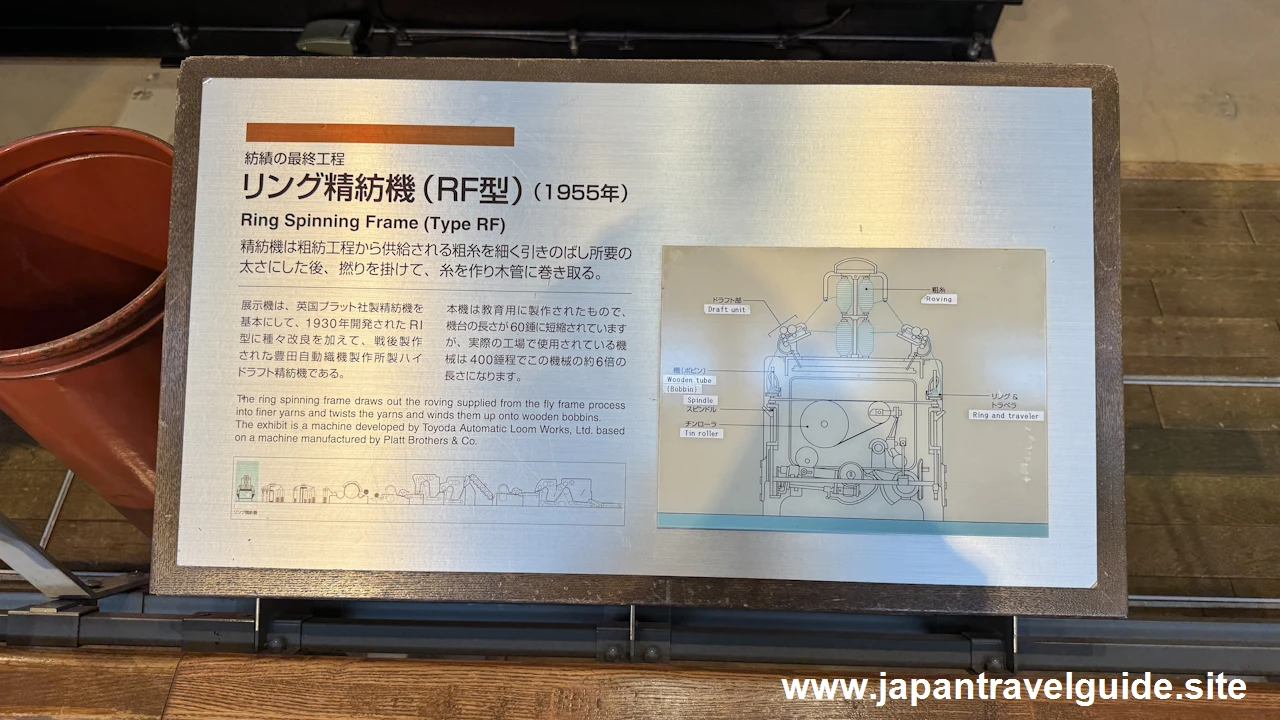 紡績の最終工程
リング精紡機(RF型)(1955年)
Ring Spinning Frame (Type RF)
精紡機は粗紡工程から供給される粗糸を細く引きのばし所要の
太さにした後、撚りを掛けて、糸を作り木管に巻き取る。
展示機は、英国プラット社製精紡機を
基本にして、1930年開発された RI
型に種々改良を加えて、戦後製作
された豊田自動織機製作所製ハイ
ドラフト精紡機である。
本機は教育用に製作されたもので、
機台の長さが60錘に短縮されています
が、実際の工場で使用されている機
械は400錘程でこの機械の約6倍の
長さになります。
The ring spinning frame draws out the roving supplied from the fly frame process
into finer yarns and twists the yarns and winds them up onto wooden bobbins.
The exhibit is a machine developed by Toyoda Automatic Loom Works, Ltd. based
on a machine manufactured by Platt Brothers & Co.
粗糸
Roving
ドラフト部
Draft unit
Wooden tube
(Bobbin)
Spindle
スピンドル
チンローラ
Tin roller
リング &
トラベラ
Ring and traveler
www.japantravelguide.site